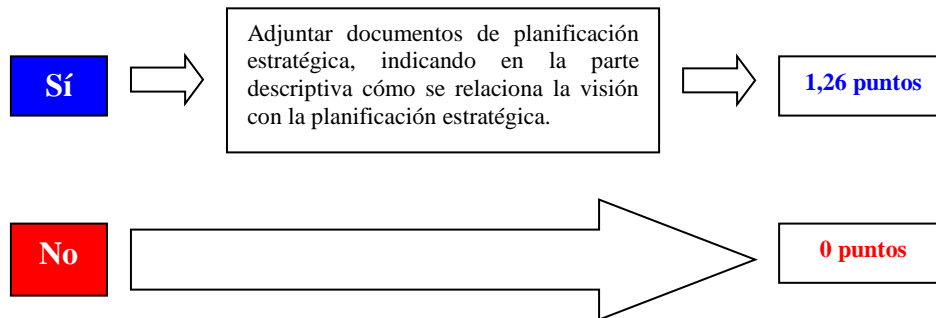 Sí
Adjuntar documentos de planificación
estratégica, indicando en la parte
descriptiva cómo se relaciona la visión
con la planificación estratégica.
1,26 puntos
No
0 puntos